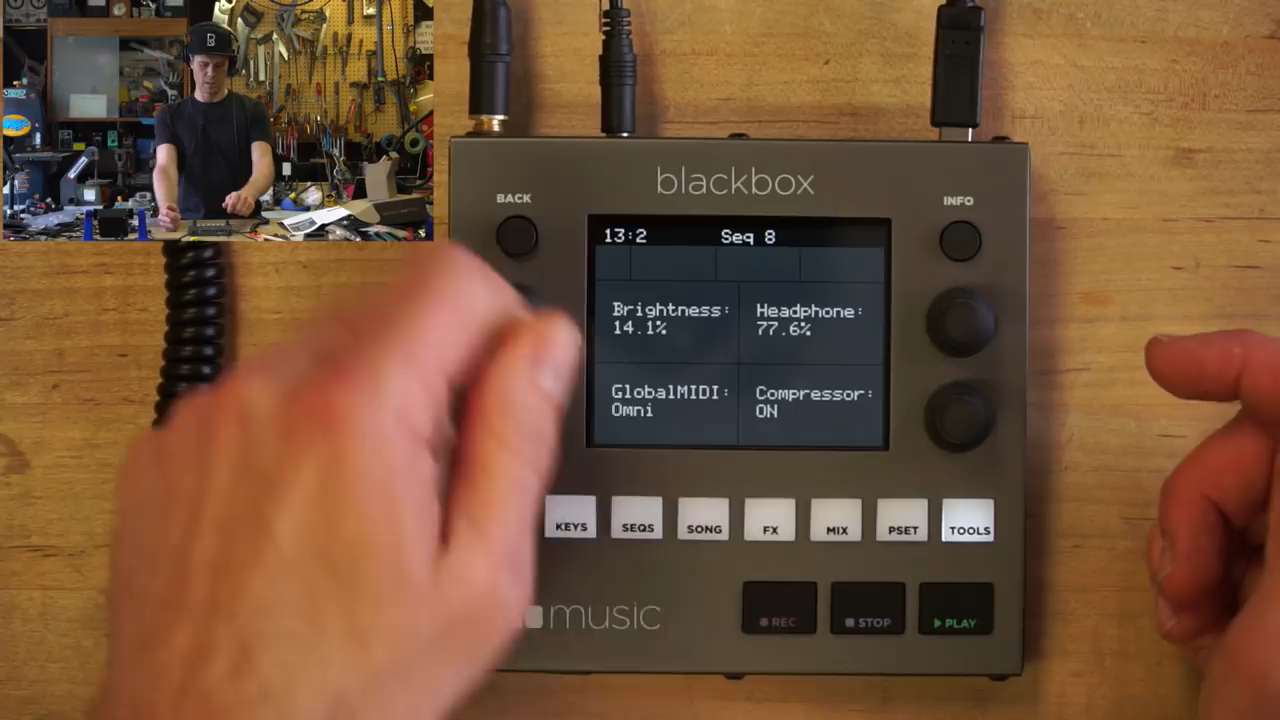 blackbox
BACK
INFO
13:2 Seq 8
Brightness: Headphone:
14.1% 77.6%
GlobalMIDI: Compressor:
Omni ON
KEYS SEQS SONG FX MIX PSET TOOLS
music
REC STOP PLAY